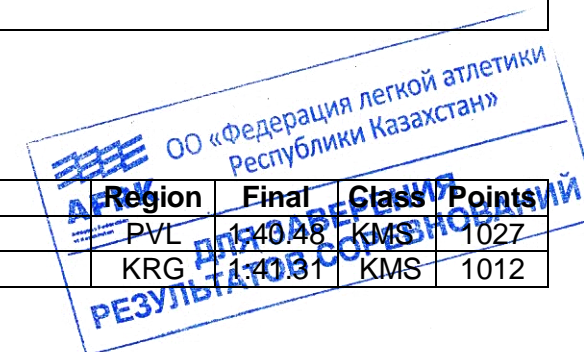 ОО «Федерация легкой атлетики
Республики Казахстан»
Region Final Class Points
ДЛЯ ЗАВЕРЕНИЯ
РЕЗУЛЬТАТОВ СОРЕВНОВАНИЙ
PVL 1:40.48 KMS 1027
KRG 1:41.31 KMS 1012